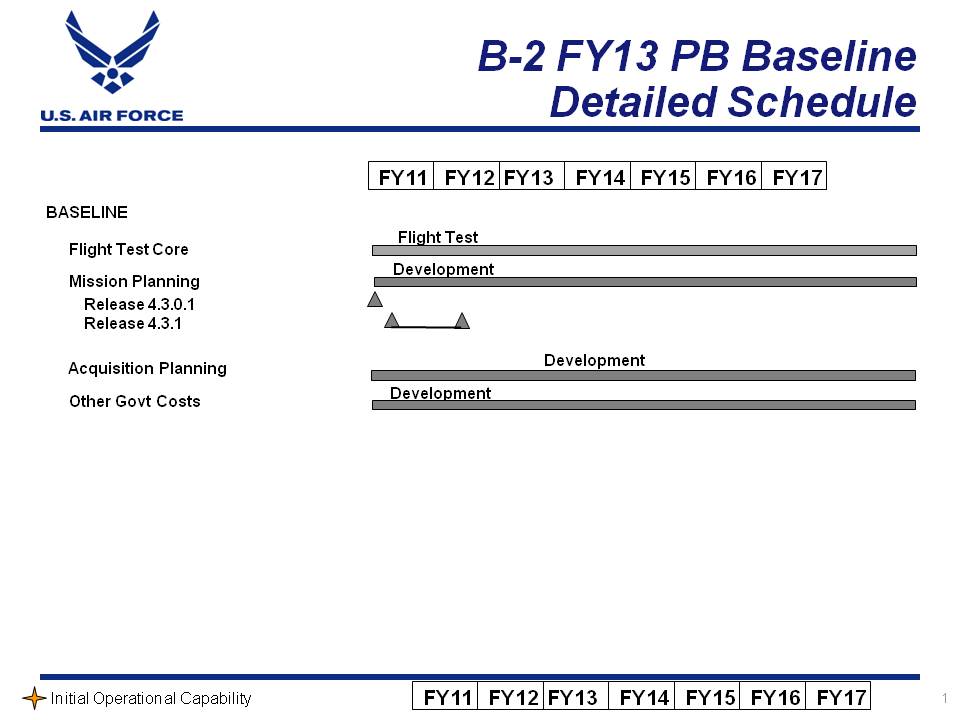 B-2 FY13 PB Baseline
Detailed Schedule
U.S. AIR FORCE
FY11 FY12 FY13 FY14 FY15 FY16 FY17
BASELINE
Flight Test
Flight Test Core
Development
Mission Planning
Release 4.3.0.1
Release 4.3.1
Development
Acquisition Planning
Development
Other Govt Costs
Initial Operational Capability
FY11 FY12 FY13 FY14 FY15 FY16 FY17
1